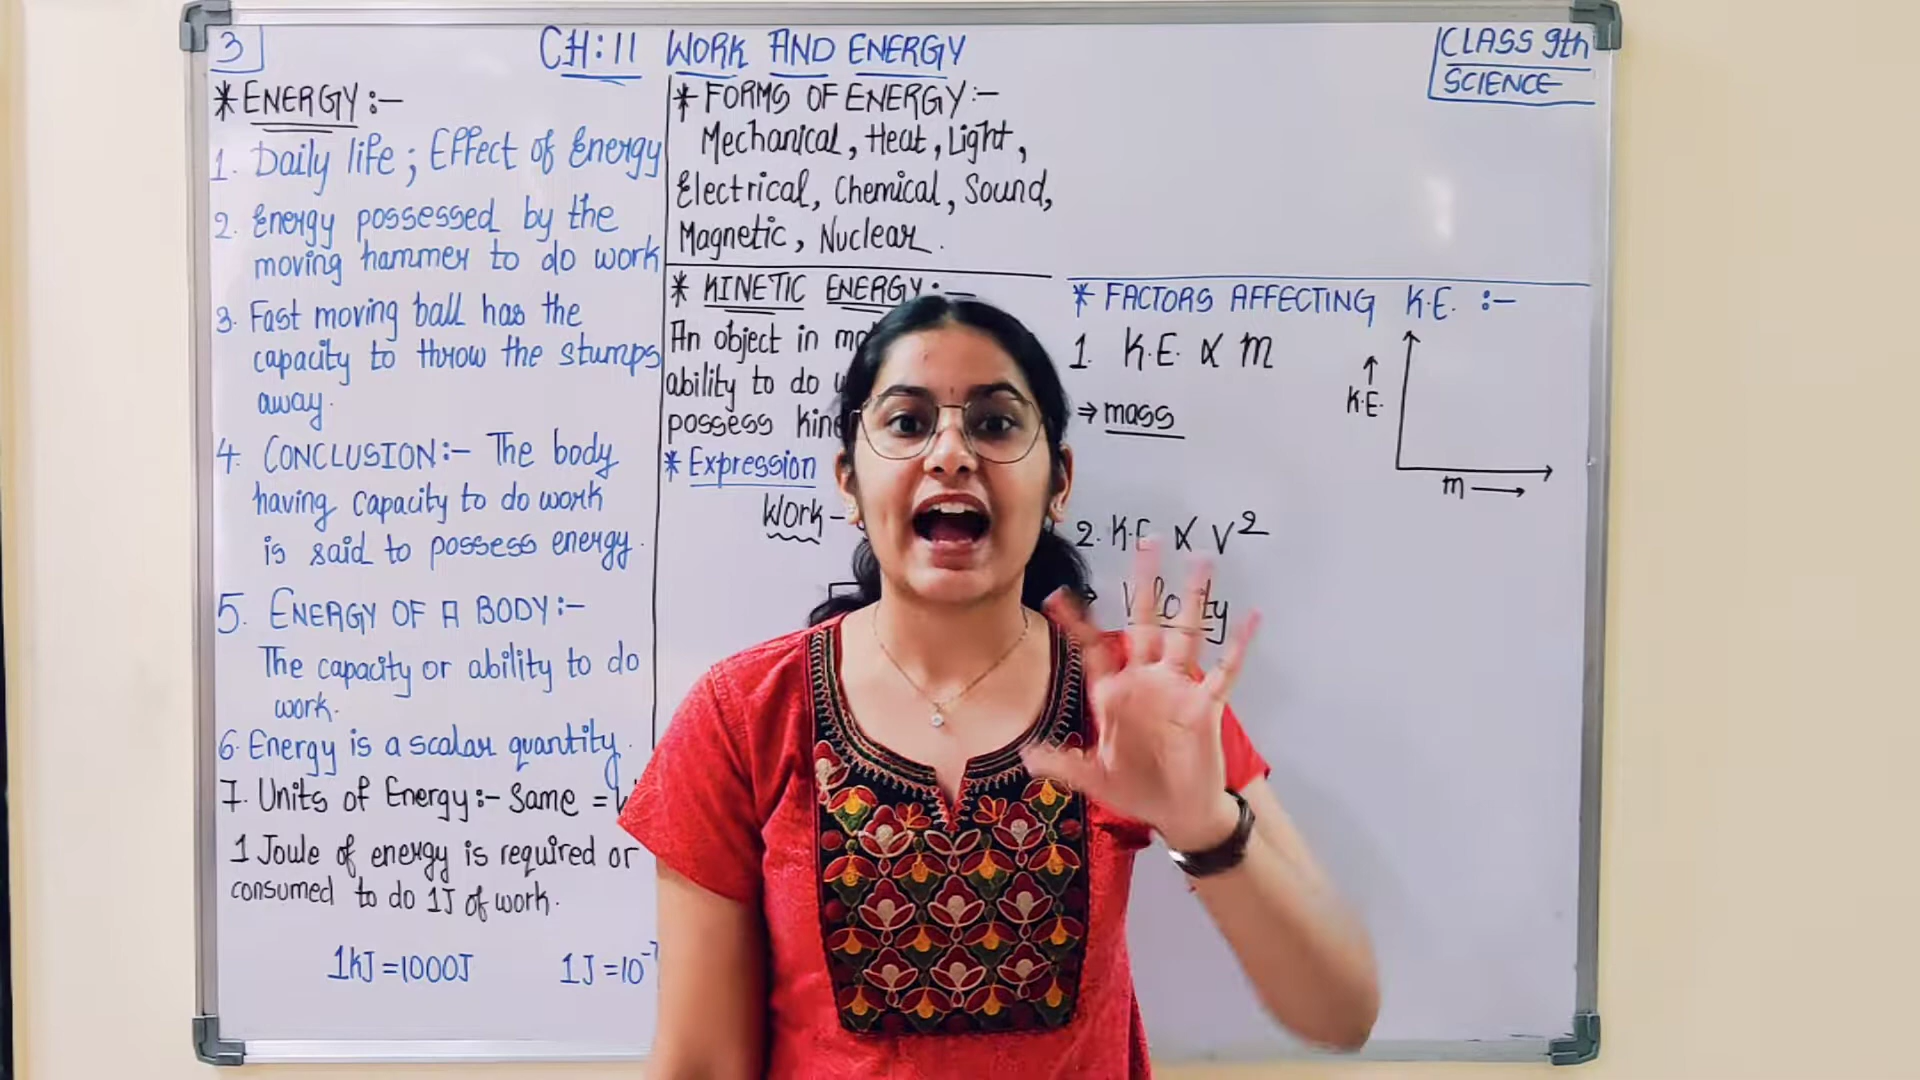 3
CH:11 WORK AND ENERGY
CLASS 9th
SCIENCE
* ENERGY :-
1. Daily life ; Effect of Energy
2. Energy possessed by the
moving hammer to do work
3. Fast moving ball has the
capacity to throw the stumps
away.
4. CONCLUSION:- The body
having capacity to do work
is said to possess energy.
5. ENERGY OF A BODY:-
The capacity or ability to do
work.
6. Energy is a scalar quantity.
7. Units of Energy:- Same =
1 Joule of energy is required or
consumed to do 1J of work.
1kJ =1000J 1J =10
* FORMS OF ENERGY :-
Mechanical, Heat, Light,
Electrical, Chemical, Sound,
Magnetic, Nuclear.
* KINETIC ENERGY :-
An object in
ability to do
possess
* Expression
Work -
* FACTORS AFFECTING K.E. :-
1. K.E. ∝ m
⇒ mass
K.E.
m
2. K.E ∝ v²
Velocity